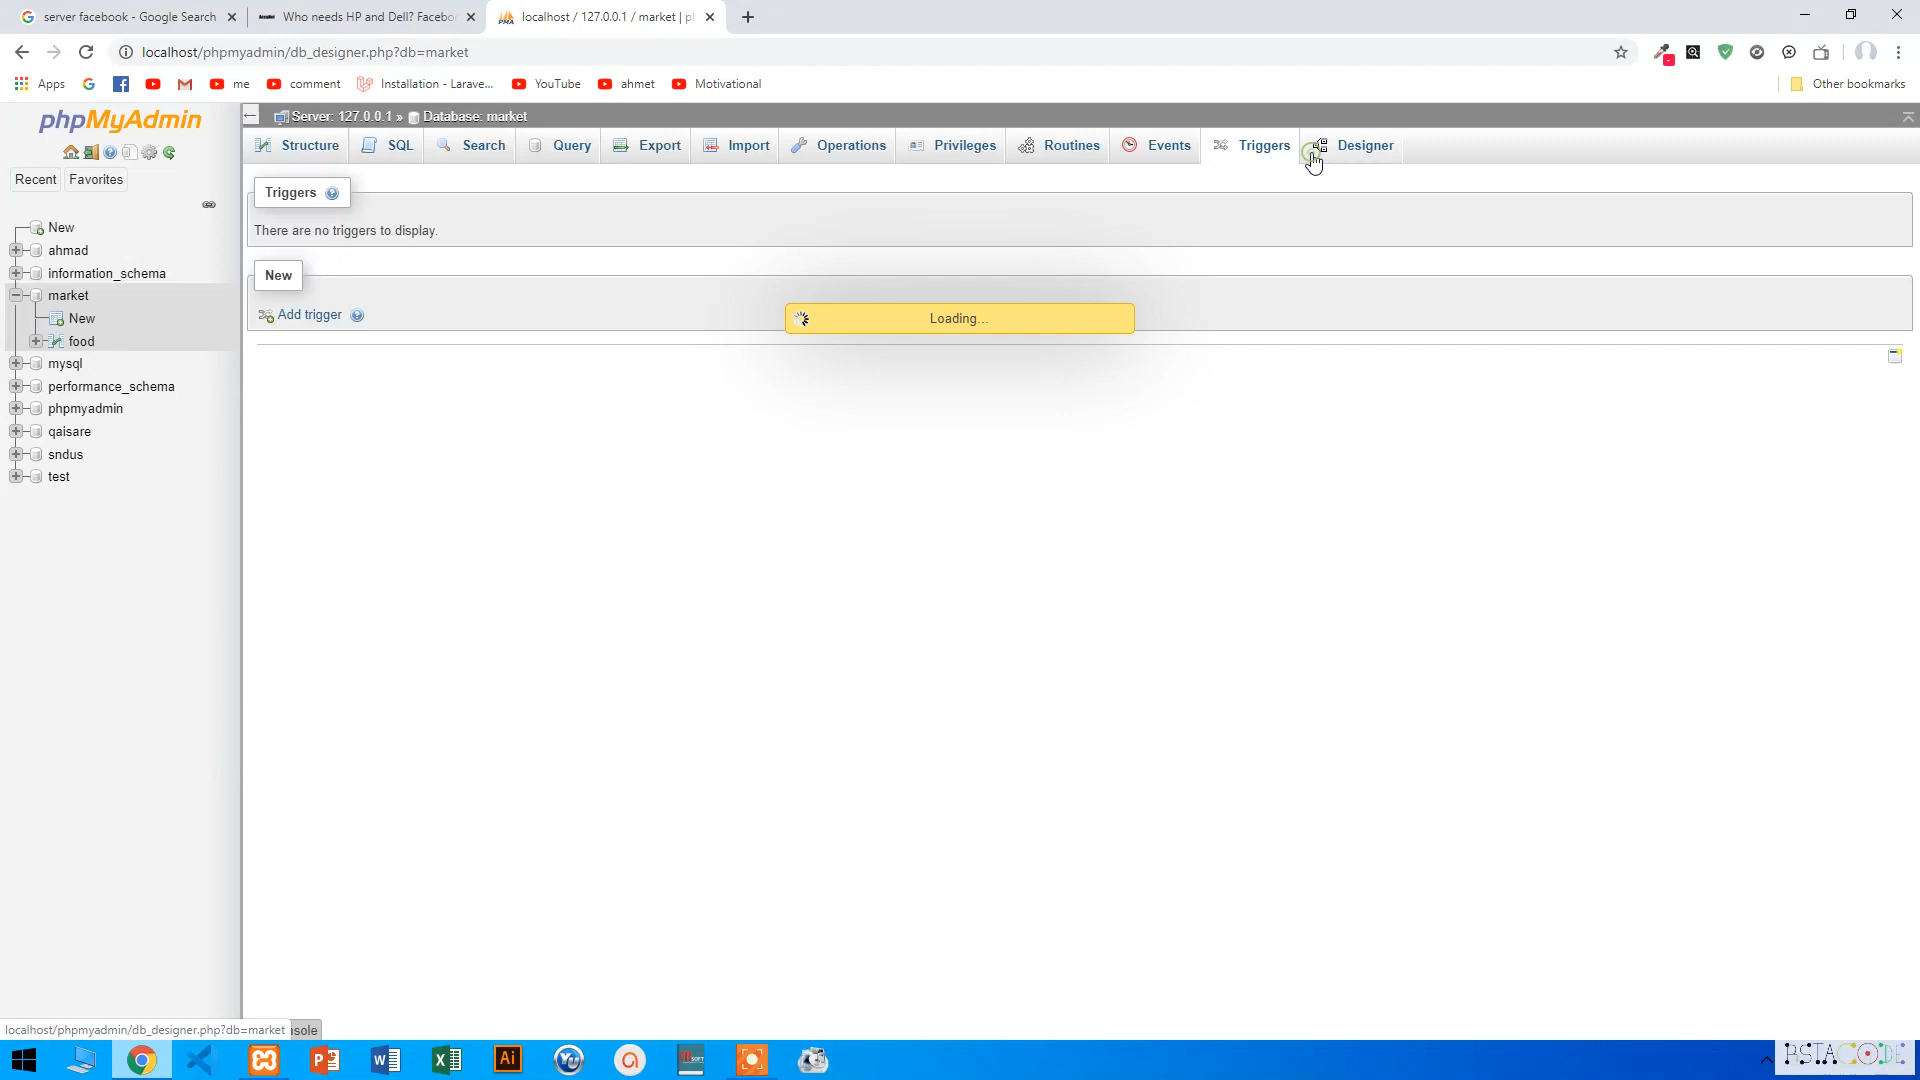 server facebook - Google Search
Who needs HP and Dell? Facebo
localhost / 127.0.0.1 / market | p
localhost/phpmyadmin/db_designer.php?db=market
Apps
me
comment
Installation - Larave...
YouTube
ahmet
Motivational
Other bookmarks
phpMyAdmin
Server: 127.0.0.1 » Database: market
Structure
SQL
Search
Query
Export
Import
Operations
Privileges
Routines
Events
Triggers
Designer
Recent
Favorites
New
ahmad
information_schema
market
New
food
mysql
performance_schema
phpmyadmin
qaisare
sndus
test
Triggers
There are no triggers to display.
New
Add trigger
Loading...
localhost/phpmyadmin/db_designer.php?db=market
nsole
RSTACODE